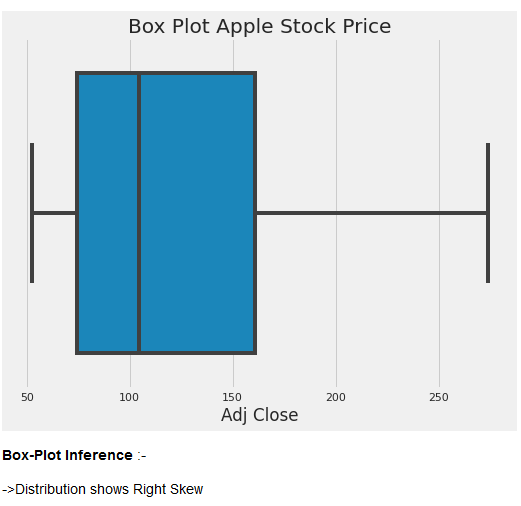 Box Plot Apple Stock Price
50 100 150 200 250
Adj Close
Box-Plot Inference :-
->Distribution shows Right Skew